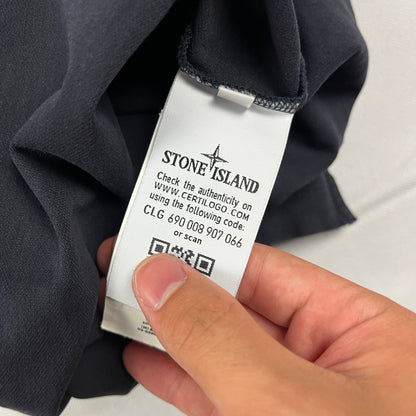 STONE ISLAND
Check the authenticity on
WWW.CERTILOGO.COM
using the following code:
CLG 690 008 907 066
or scan